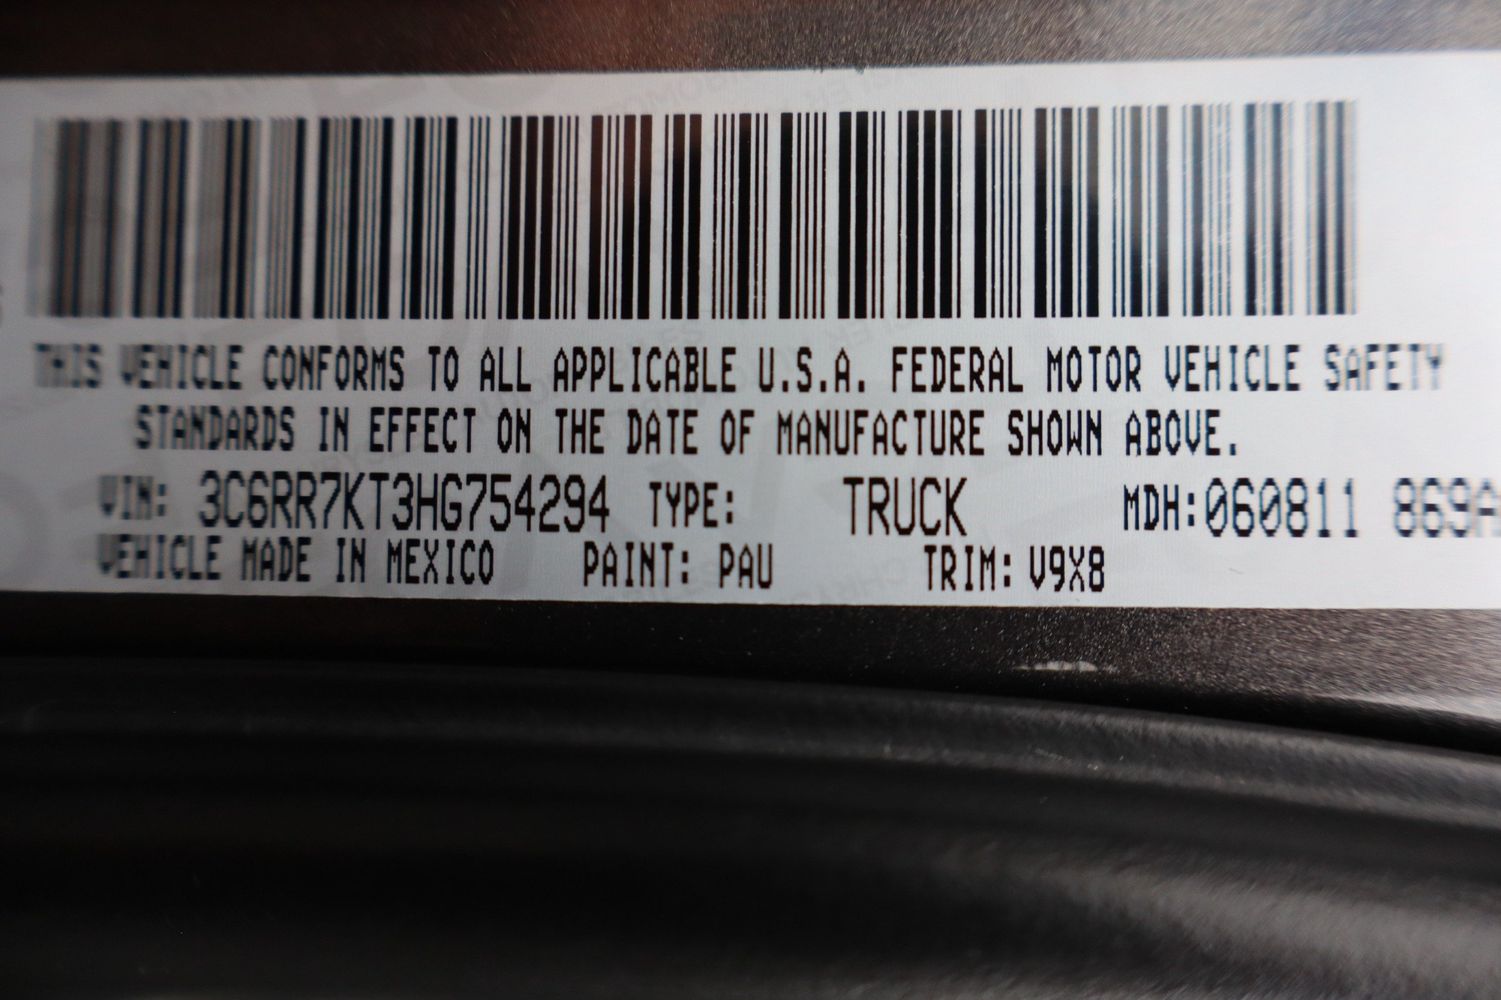 THIS VEHICLE CONFORMS TO ALL APPLICABLE U.S.A. FEDERAL MOTOR VEHICLE SAFETY
STANDARDS IN EFFECT ON THE DATE OF MANUFACTURE SHOWN ABOVE.
VIN: 3C6RR7KT3HG754294 TYPE: TRUCK MDH:060811 869A
VEHICLE MADE IN MEXICO PAINT: PAU TRIM: V9X8